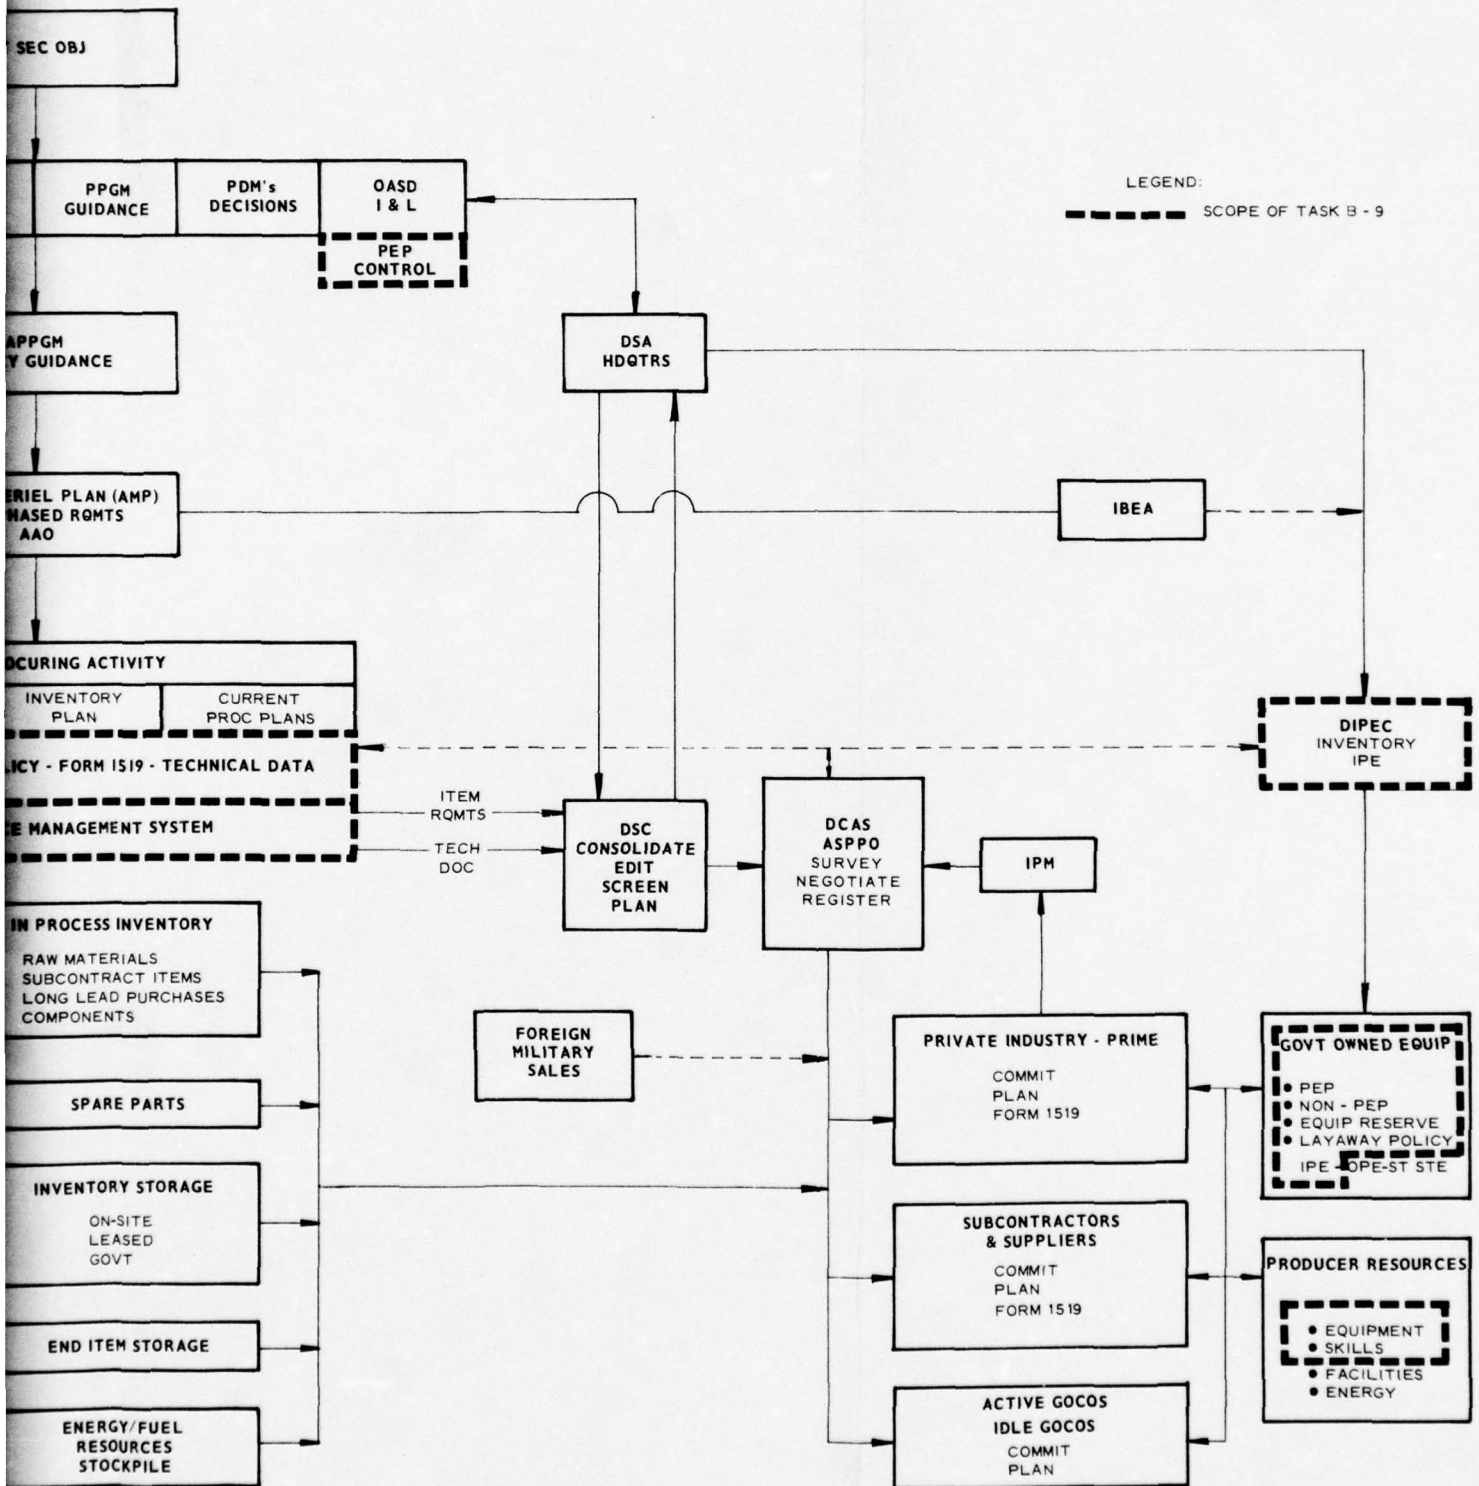 SEC OBJ
PPGM
GUIDANCE
PDM's
DECISIONS
OASD
I & L
PEP
CONTROL
LEGEND:
SCOPE OF TASK B - 9
APPGM
Y GUIDANCE
DSA
HDQTRS
ERIEL PLAN (AMP)
HASED RQMTS
AAO
IBEA
OCURING ACTIVITY
INVENTORY
PLAN
CURRENT
PROC PLANS
ICY - FORM 1519 - TECHNICAL DATA
E MANAGEMENT SYSTEM
ITEM
RQMTS
TECH
DOC
DSC
CONSOLIDATE
EDIT
SCREEN
PLAN
DCAS
ASPPO
SURVEY
NEGOTIATE
REGISTER
IPM
DIPEC
INVENTORY
IPE
IN PROCESS INVENTORY
RAW MATERIALS
SUBCONTRACT ITEMS
LONG LEAD PURCHASES
COMPONENTS
SPARE PARTS
INVENTORY STORAGE
ON-SITE
LEASED
GOVT
END ITEM STORAGE
ENERGY/FUEL
RESOURCES
STOCKPILE
FOREIGN
MILITARY
SALES
PRIVATE INDUSTRY - PRIME
COMMIT
PLAN
FORM 1519
SUBCONTRACTORS
& SUPPLIERS
COMMIT
PLAN
FORM 1519
ACTIVE GOCOS
IDLE GOCOS
COMMIT
PLAN
GOVT OWNED EQUIP
• PEP
• NON - PEP
• EQUIP RESERVE
• LAYAWAY POLICY
IPE - OPE-ST STE
PRODUCER RESOURCES
• EQUIPMENT
• SKILLS
• FACILITIES
• ENERGY